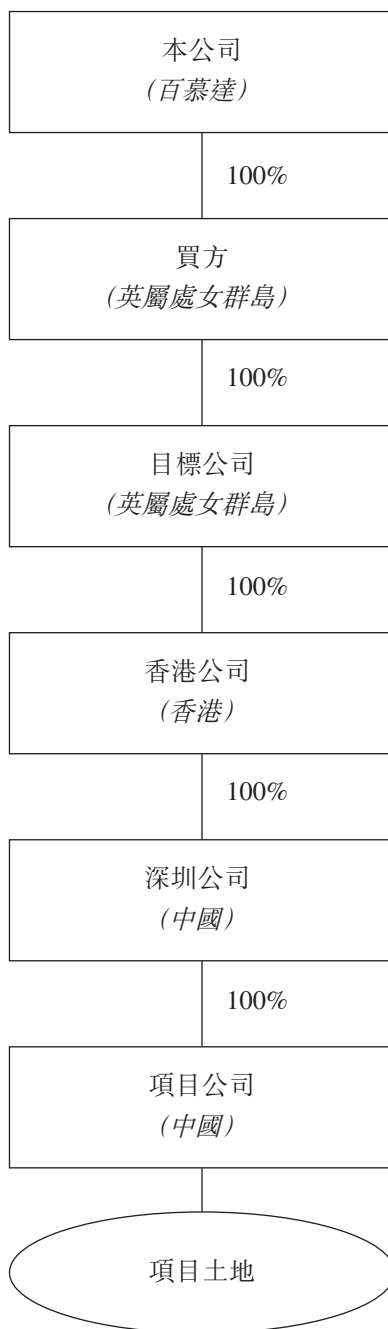 本公司
(百慕達)
100%
買方
(英屬處女群島)
100%
目標公司
(英屬處女群島)
100%
香港公司
(香港)
100%
深圳公司
(中國)
100%
項目公司
(中國)
項目土地